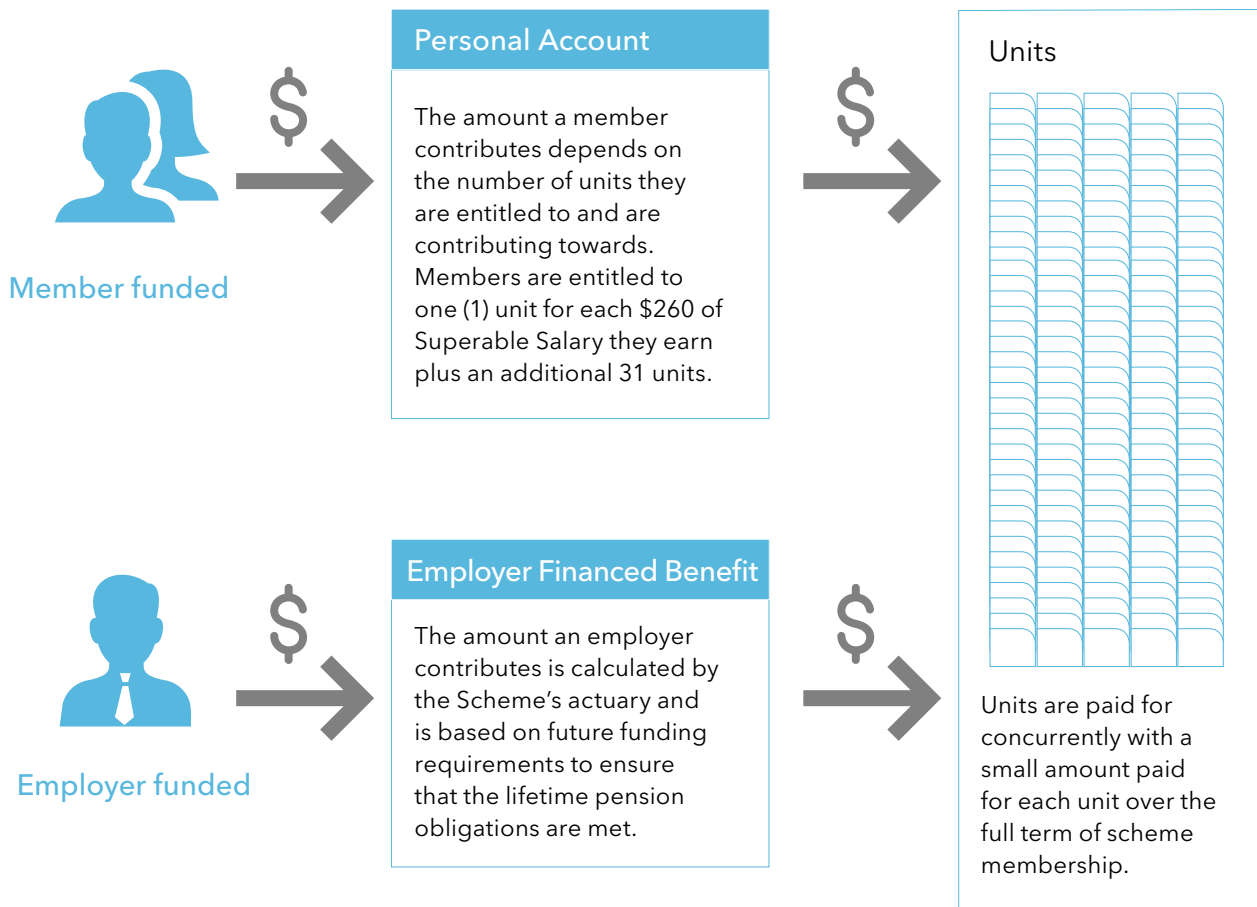 Personal Account
The amount a member
contributes depends on
the number of units they
are entitled to and are
contributing towards.
Members are entitled to
one (1) unit for each $260 of
Superable Salary they earn
plus an additional 31 units.
$
$
Member funded
Employer Financed Benefit
The amount an employer
contributes is calculated by
the Scheme’s actuary and
is based on future funding
requirements to ensure
that the lifetime pension
obligations are met.
$
$
Employer funded
Units
Units are paid for
concurrently with a
small amount paid
for each unit over the
full term of scheme
membership.